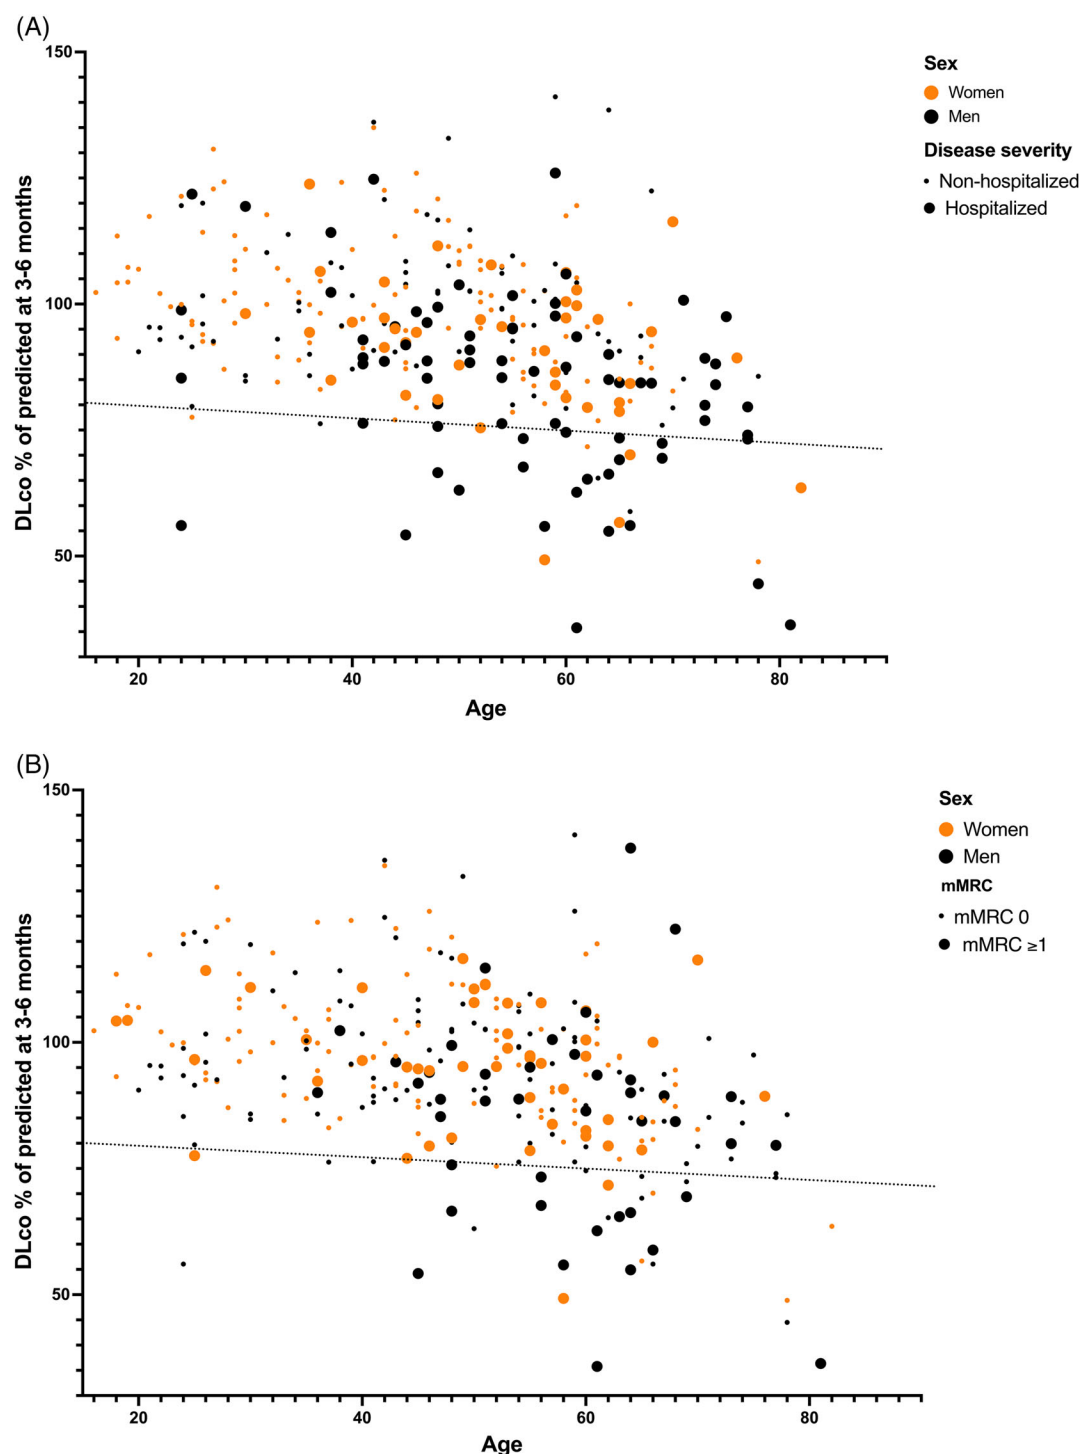 (A)
150
100
50
DLco % of predicted at 3-6 months
20 40 60 80
Age
Sex
Women
Men
Disease severity
Non-hospitalized
Hospitalized
(B)
150
100
50
DLco % of predicted at 3-6 months
20 40 60 80
Age
Sex
Women
Men
mMRC
mMRC 0
mMRC ≥1